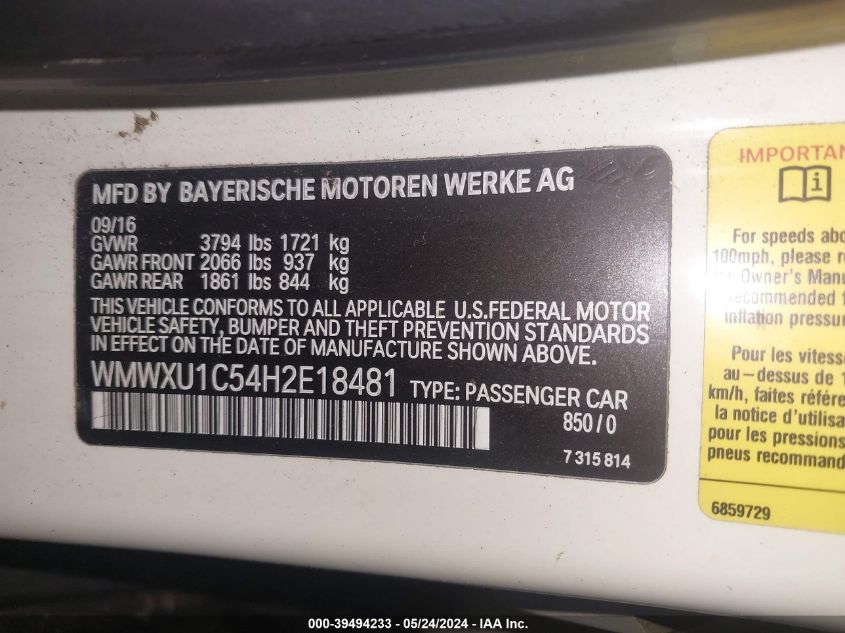 MFD BY BAYERISCHE MOTOREN WERKE AG
09/16
GVWR 3794 lbs 1721 kg
GAWR FRONT 2066 lbs 937 kg
GAWR REAR 1861 lbs 844 kg
THIS VEHICLE CONFORMS TO ALL APPLICABLE U.S.FEDERAL MOTOR
VEHICLE SAFETY, BUMPER AND THEFT PREVENTION STANDARDS
IN EFFECT ON THE DATE OF MANUFACTURE SHOWN ABOVE.
WMWXU1C54H2E18481 TYPE: PASSENGER CAR
850/0
7 315 814
IMPORTAN
i
For speeds abo
100mph, please re
Owner's Manu
recommended f
inflation pressur
Pour les vitesse
au-dessus de 1
km/h, faites référe
la notice d'utilisa
pour les pressions
pneus recommand
6859729
000-39494233 - 05/24/2024 - IAA Inc.